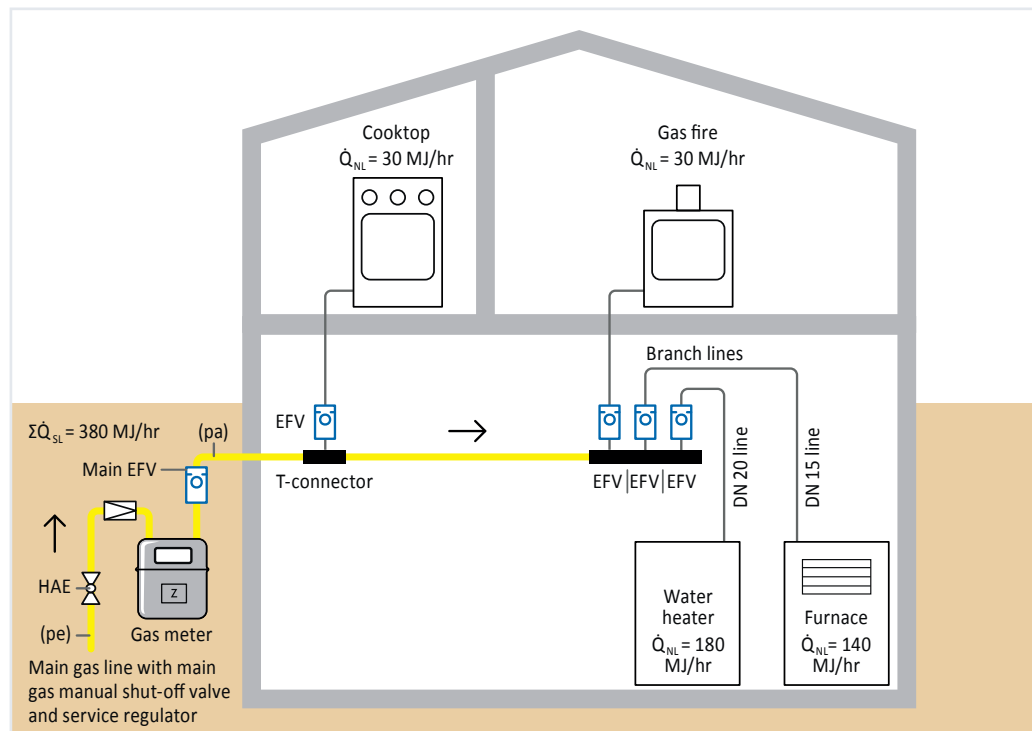 Cooktop
Q̇NL = 30 MJ/hr
Gas fire
Q̇NL = 30 MJ/hr
Branch lines
EFV
ΣQ̇SL = 380 MJ/hr
(pa)
Main EFV
T-connector
EFV|EFV|EFV
DN 20 line
DN 15 line
HAE
Z
(pe)
Gas meter
Main gas line with main
gas manual shut-off valve
and service regulator
Water
heater
Q̇NL = 180
MJ/hr
Furnace
Q̇NL = 140
MJ/hr